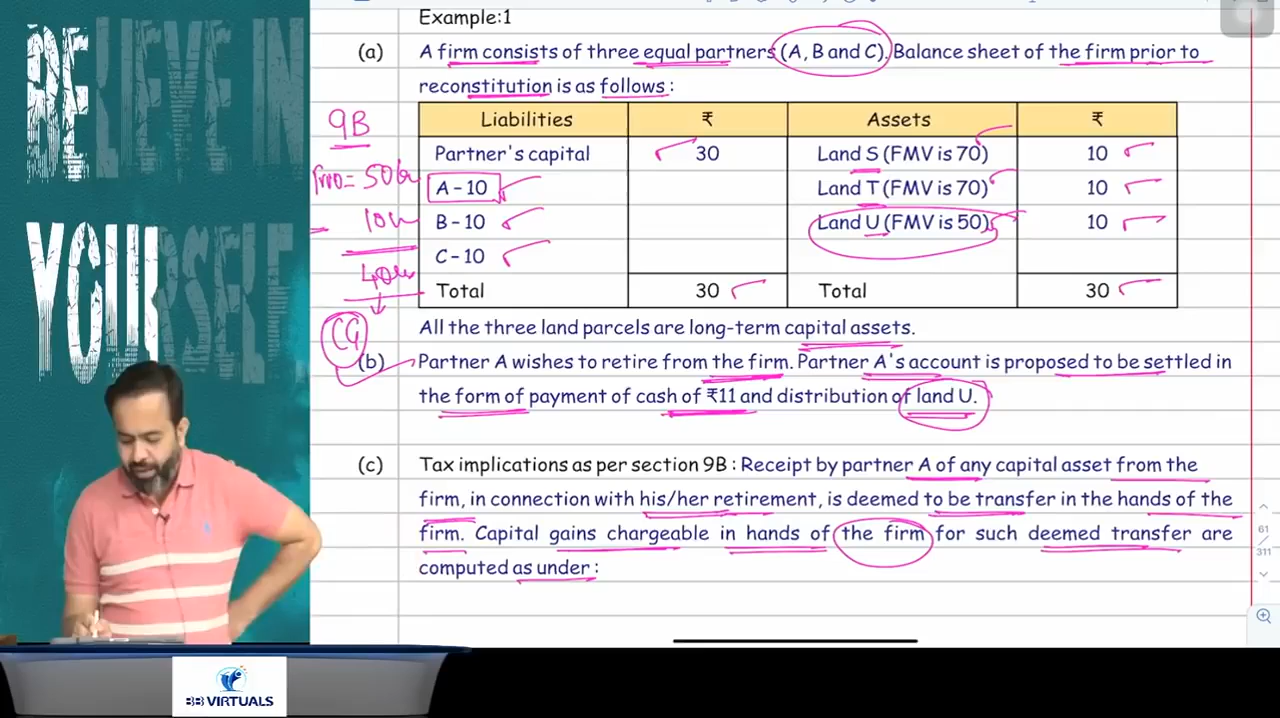 BELIEVE IN
YOURSELF
Example:1
(a) A firm consists of three equal partners (A, B and C). Balance sheet of the firm prior to
reconstitution is as follows :
Liabilities ₹ Assets ₹
Partner's capital 30 Land S (FMV is 70) 10
A - 10 Land T (FMV is 70) 10
B - 10 Land U (FMV is 50) 10
C - 10
Total 30 Total 30
9B
= 50
10
40
CG
All the three land parcels are long-term capital assets.
(b) Partner A wishes to retire from the firm. Partner A's account is proposed to be settled in
the form of payment of cash of ₹11 and distribution of land U.
(c) Tax implications as per section 9B : Receipt by partner A of any capital asset from the
firm, in connection with his/her retirement, is deemed to be transfer in the hands of the
firm. Capital gains chargeable in hands of the firm for such deemed transfer are
computed as under :
61
311
BB VIRTUALS